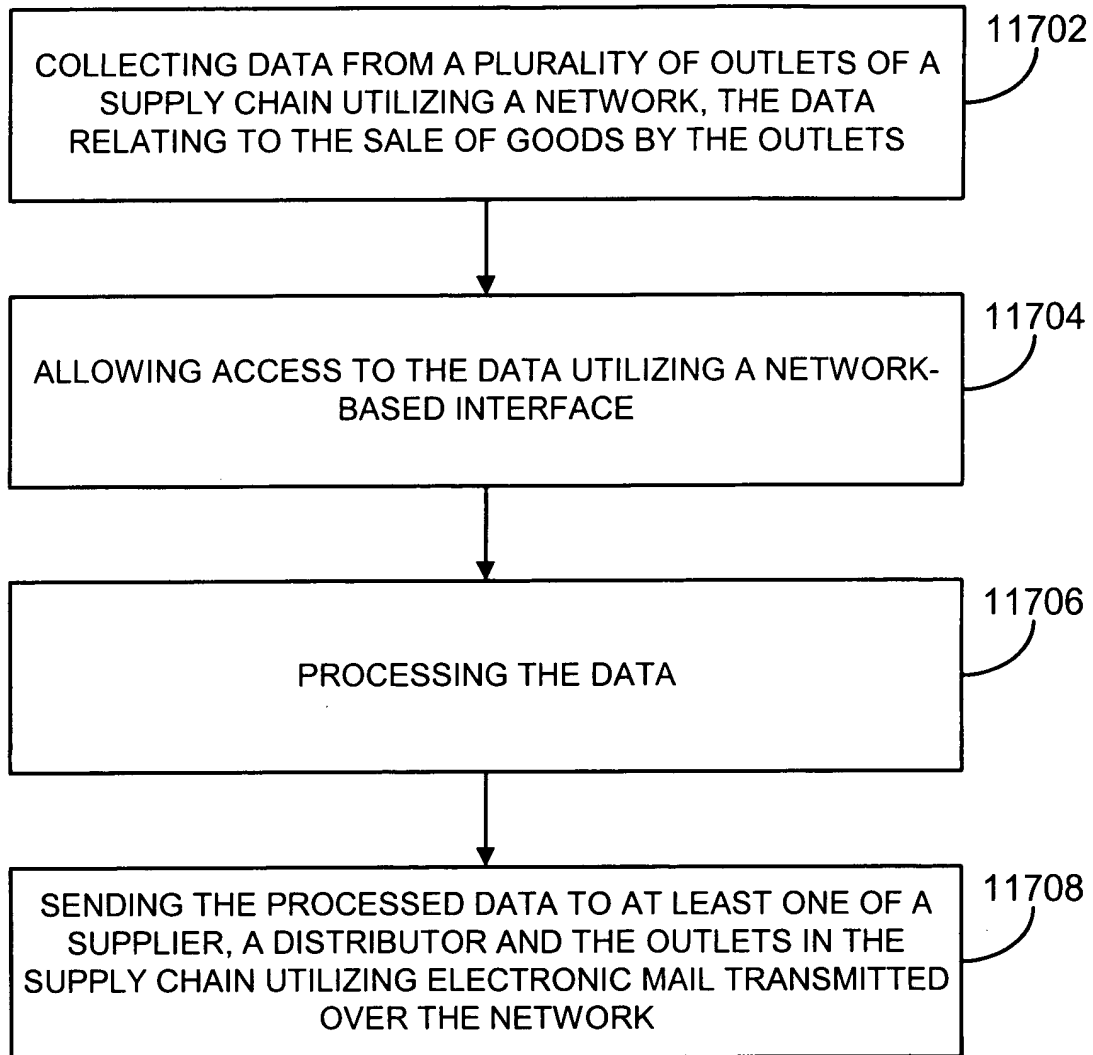 11702
COLLECTING DATA FROM A PLURALITY OF OUTLETS OF A
SUPPLY CHAIN UTILIZING A NETWORK, THE DATA
RELATING TO THE SALE OF GOODS BY THE OUTLETS
11704
ALLOWING ACCESS TO THE DATA UTILIZING A NETWORK-
BASED INTERFACE
11706
PROCESSING THE DATA
11708
SENDING THE PROCESSED DATA TO AT LEAST ONE OF A
SUPPLIER, A DISTRIBUTOR AND THE OUTLETS IN THE
SUPPLY CHAIN UTILIZING ELECTRONIC MAIL TRANSMITTED
OVER THE NETWORK